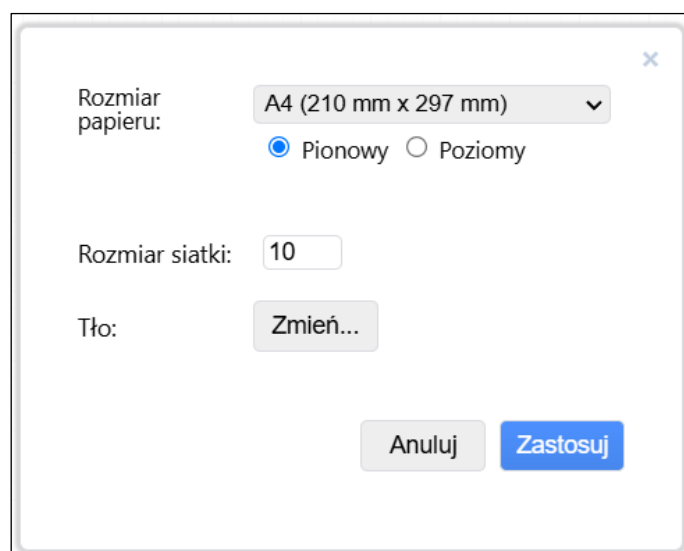 ×
Rozmiar
papieru:
A4 (210 mm x 297 mm)
Pionowy Poziomy
Rozmiar siatki: 10
Tło: Zmień...
Anuluj Zastosuj